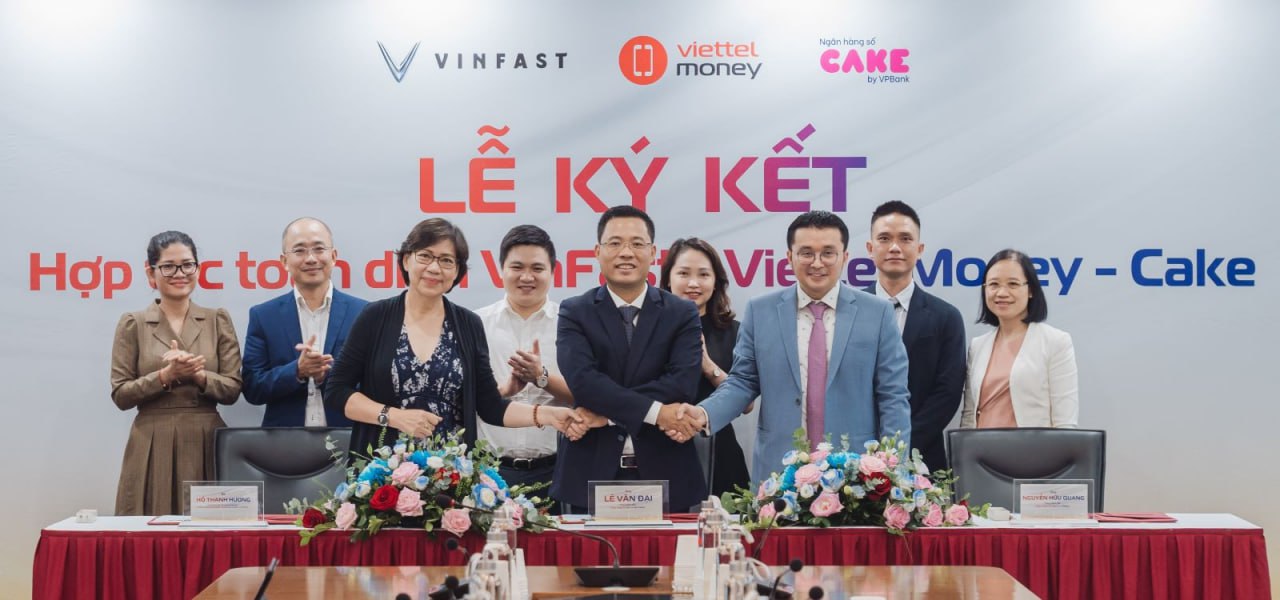 VINFAST
viettel
money
Ngân hàng số
CAKE
by VPBank
LỄ KÝ KẾT
Hợp Money - Cake
HỒ THANH HƯƠNG
LÊ VĂN ĐẠI
NGUYỄN HỮU QUANG